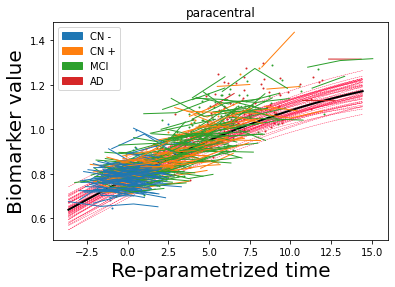 paracentral
CN -
CN +
MCI
AD
Biomarker value
1.4
1.2
1.0
0.8
0.6
−2.5 0.0 2.5 5.0 7.5 10.0 12.5 15.0
Re-parametrized time